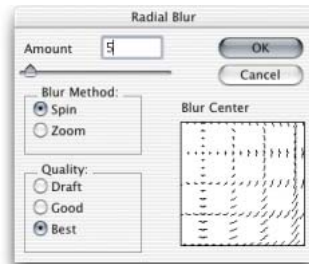 Radial Blur
Amount 5
OK
Cancel
Blur Method:
Spin
Zoom
Blur Center
Quality:
Draft
Good
Best